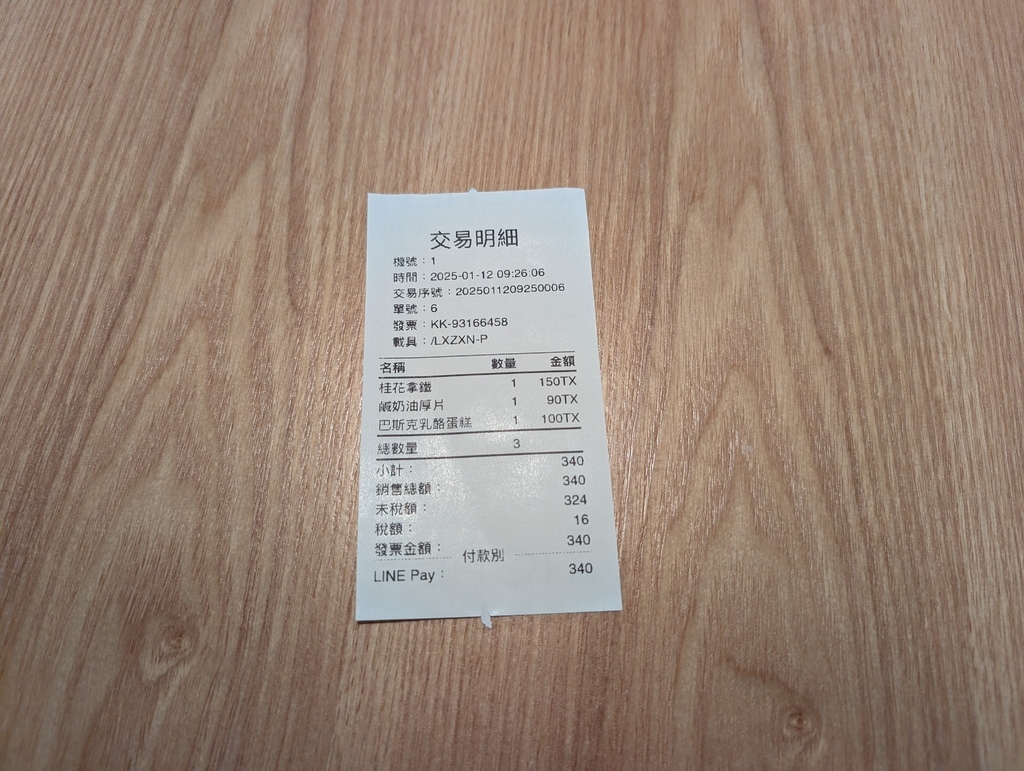 交易明細
機號：1
時間：2025-01-12 09:26:06
交易序號：2025011209250006
單號：6
發票：KK-93166458
載具：/LXZXN-P
名稱 數量 金額
桂花拿鐵 1 150TX
鹹奶油厚片 1 90TX
巴斯克乳酪蛋糕 1 100TX
總數量 3
小計： 340
銷售總額： 340
未稅額： 324
稅額： 16
發票金額： 340
付款別
LINE Pay： 340